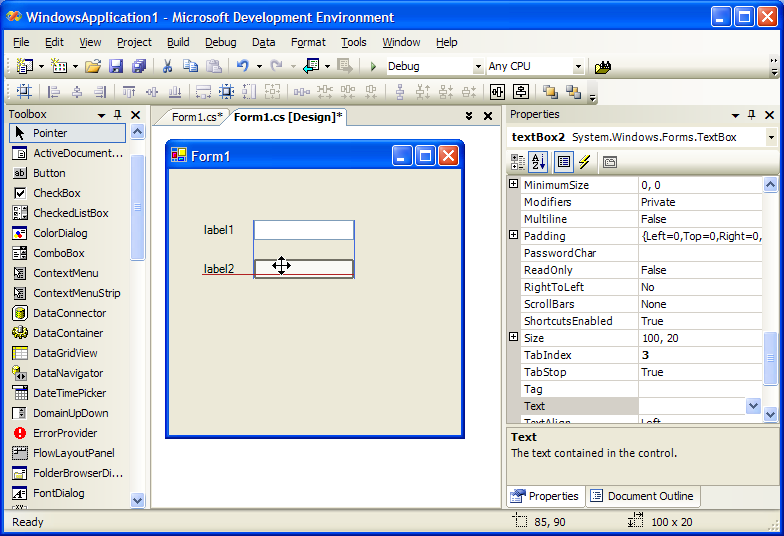 WindowsApplication1 - Microsoft Development Environment
File Edit View Project Build Debug Data Format Tools Window Help
Debug Any CPU
Toolbox
Pointer
ActiveDocument...
Button
CheckBox
CheckedListBox
ColorDialog
ComboBox
ContextMenu
ContextMenuStrip
DataConnector
DataContainer
DataGridView
DataNavigator
DateTimePicker
DomainUpDown
ErrorProvider
FlowLayoutPanel
FolderBrowserDi...
FontDialog
Form1.cs* Form1.cs [Design]*
Form1
label1
label2
Properties
textBox2 System.Windows.Forms.TextBox
MinimumSize 0, 0
Modifiers Private
Multiline False
Padding {Left=0,Top=0,Right=0,
PasswordChar
ReadOnly False
RightToLeft No
ScrollBars None
ShortcutsEnabled True
Size 100, 20
TabIndex 3
TabStop True
Tag
Text
TextAlign Left
Text
The text contained in the control.
Properties Document Outline
Ready 85, 90 100 x 20